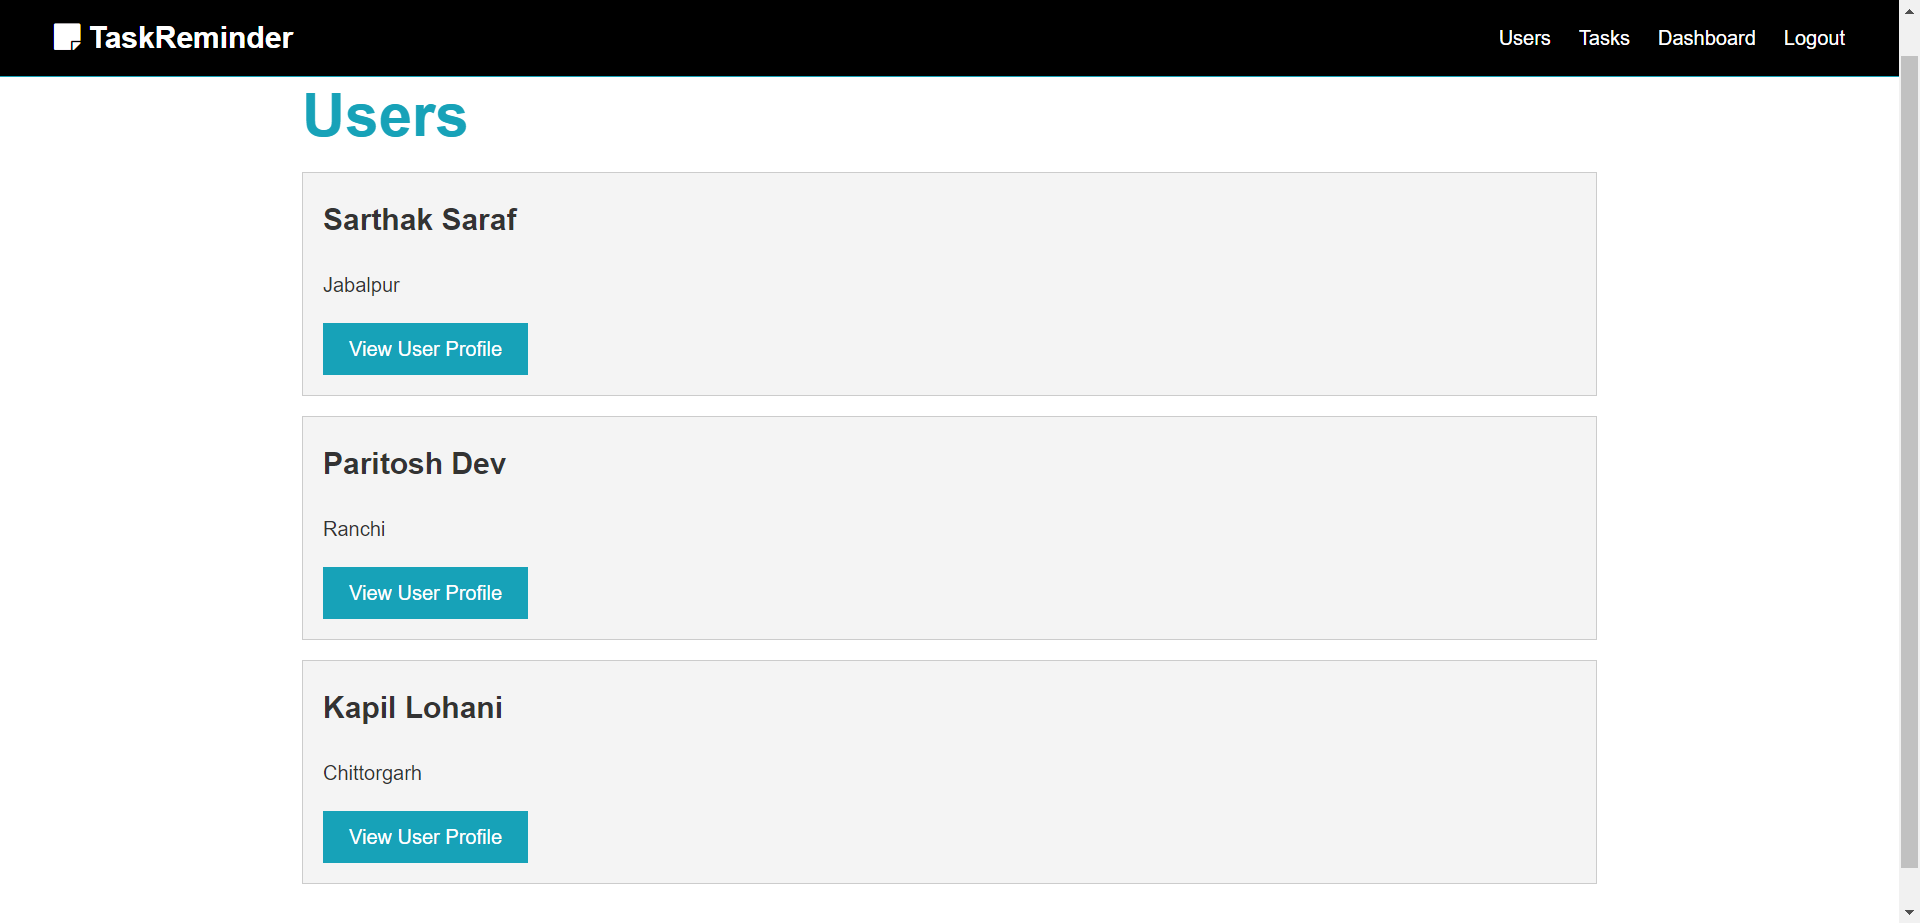 TaskReminder
Users Tasks Dashboard Logout
Users
Sarthak Saraf
Jabalpur
View User Profile
Paritosh Dev
Ranchi
View User Profile
Kapil Lohani
Chittorgarh
View User Profile